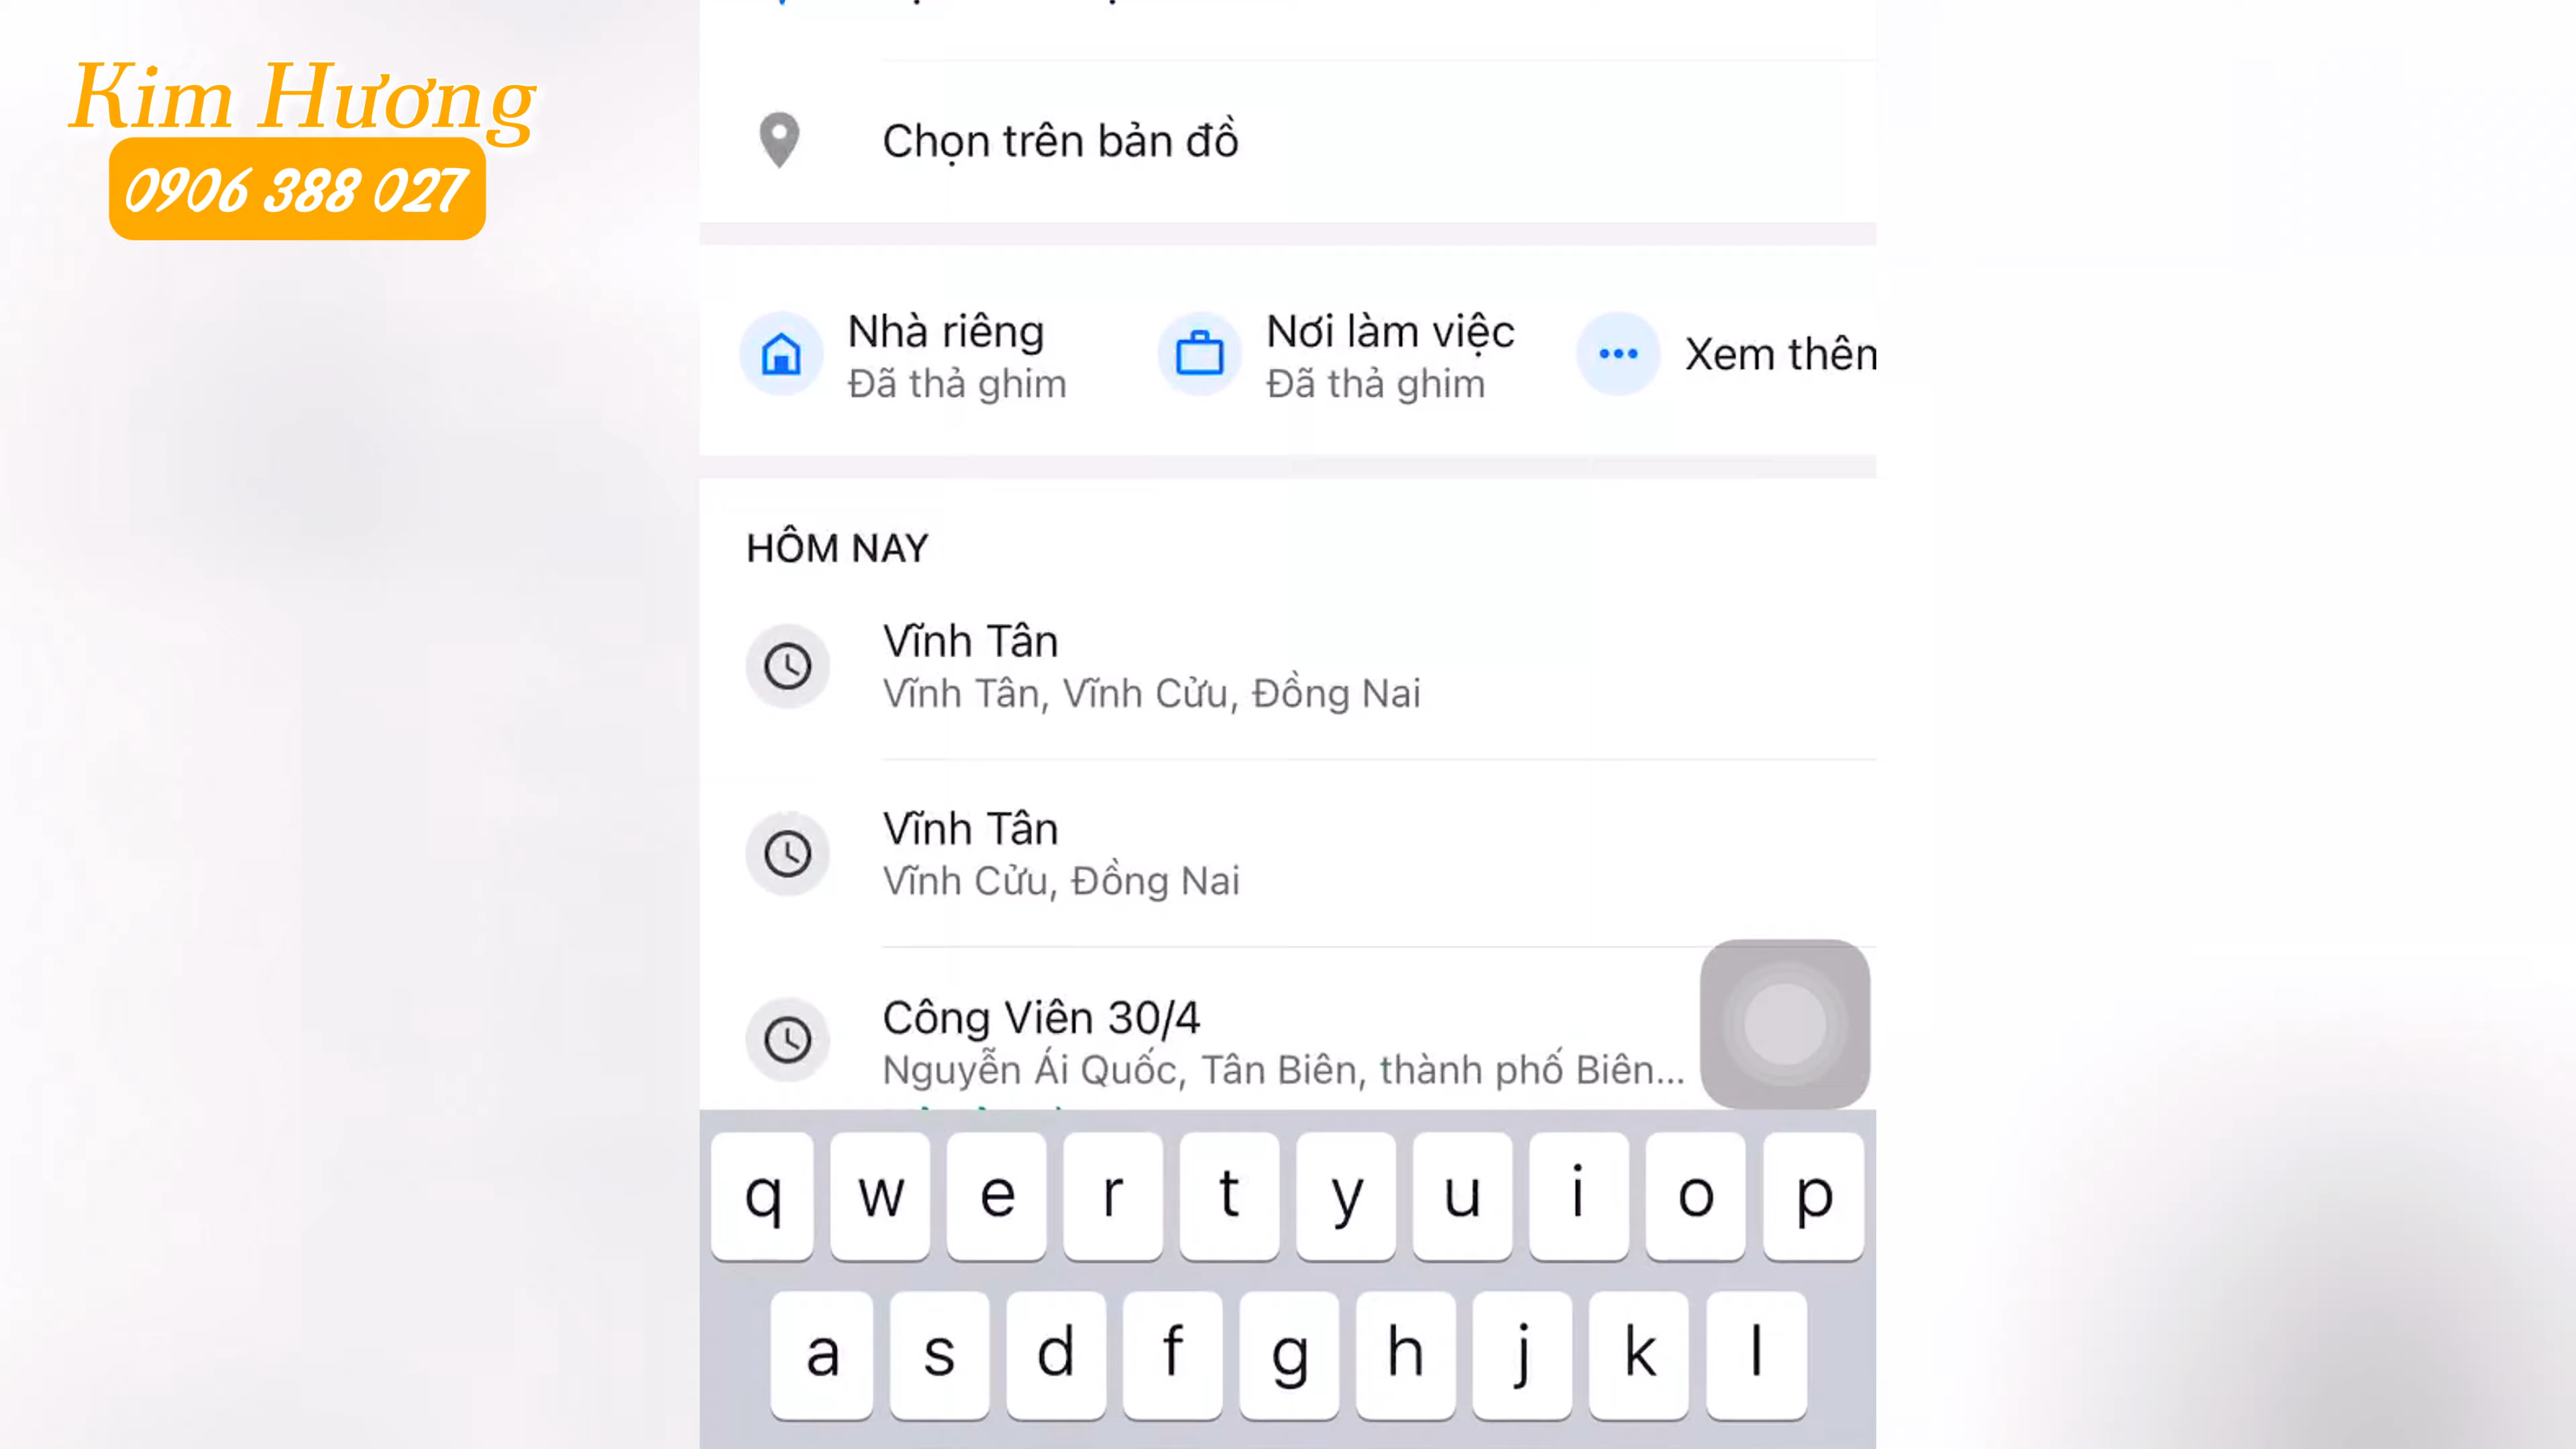 Kim Hương
0906 388 027
Chọn trên bản đồ
Nhà riêng
Đã thả ghim
Nơi làm việc
Đã thả ghim
Xem thên
HÔM NAY
Vĩnh Tân
Vĩnh Tân, Vĩnh Cửu, Đồng Nai
Vĩnh Tân
Vĩnh Cửu, Đồng Nai
Công Viên 30/4
Nguyễn Ái Quốc, Tân Biên, thành phố Biên...
q w e r t y u i o p
a s d f g h j k l